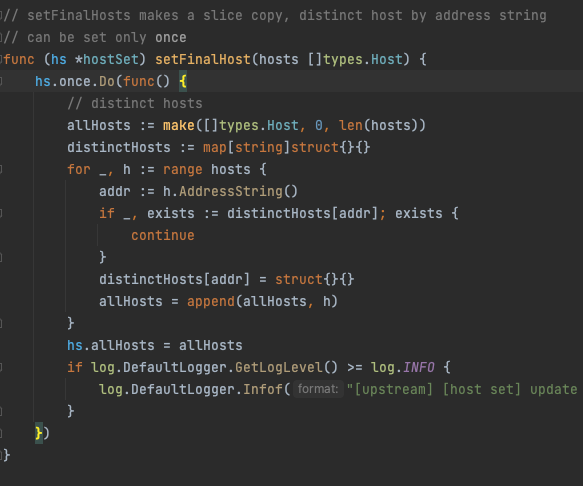 // setFinalHosts makes a slice copy, distinct host by address string
// can be set only once
func (hs *hostSet) setFinalHost(hosts []types.Host) {
    hs.once.Do(func() {
        // distinct hosts
        allHosts := make([]types.Host, 0, len(hosts))
        distinctHosts := map[string]struct{}{}
        for _, h := range hosts {
            addr := h.AddressString()
            if _, exists := distinctHosts[addr]; exists {
                continue
            }
            distinctHosts[addr] = struct{}{}
            allHosts = append(allHosts, h)
        }
        hs.allHosts = allHosts
        if log.DefaultLogger.GetLogLevel() >= log.INFO {
            log.DefaultLogger.Infof( format: "[upstream] [host set] update
        }
    })
}